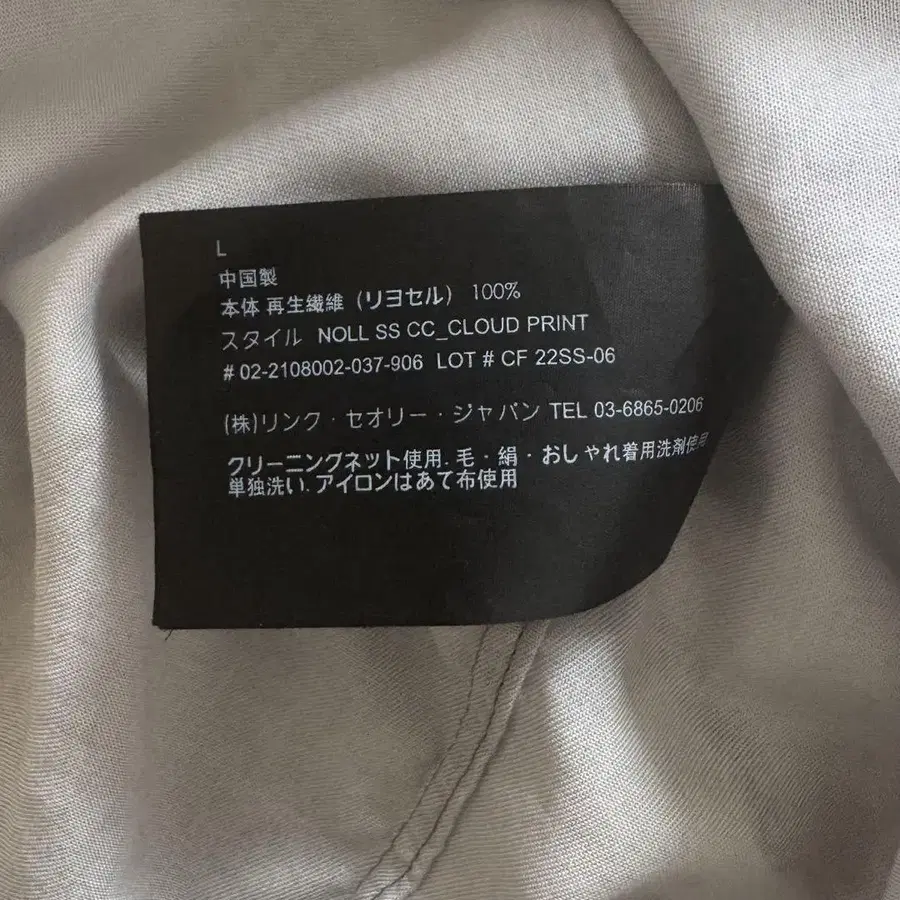 L
中国製
本体 再生繊維 (リヨセル) 100%
スタイル NOLL SS CC_CLOUD PRINT
# 02-2108002-037-906 LOT # CF 22SS-06
(株)リンク・セオリー・ジャパン TEL 03-6865-0206
クリーニングネット使用. 毛・絹・おしゃれ着用洗剤使用
単独洗い. アイロンはあて布使用